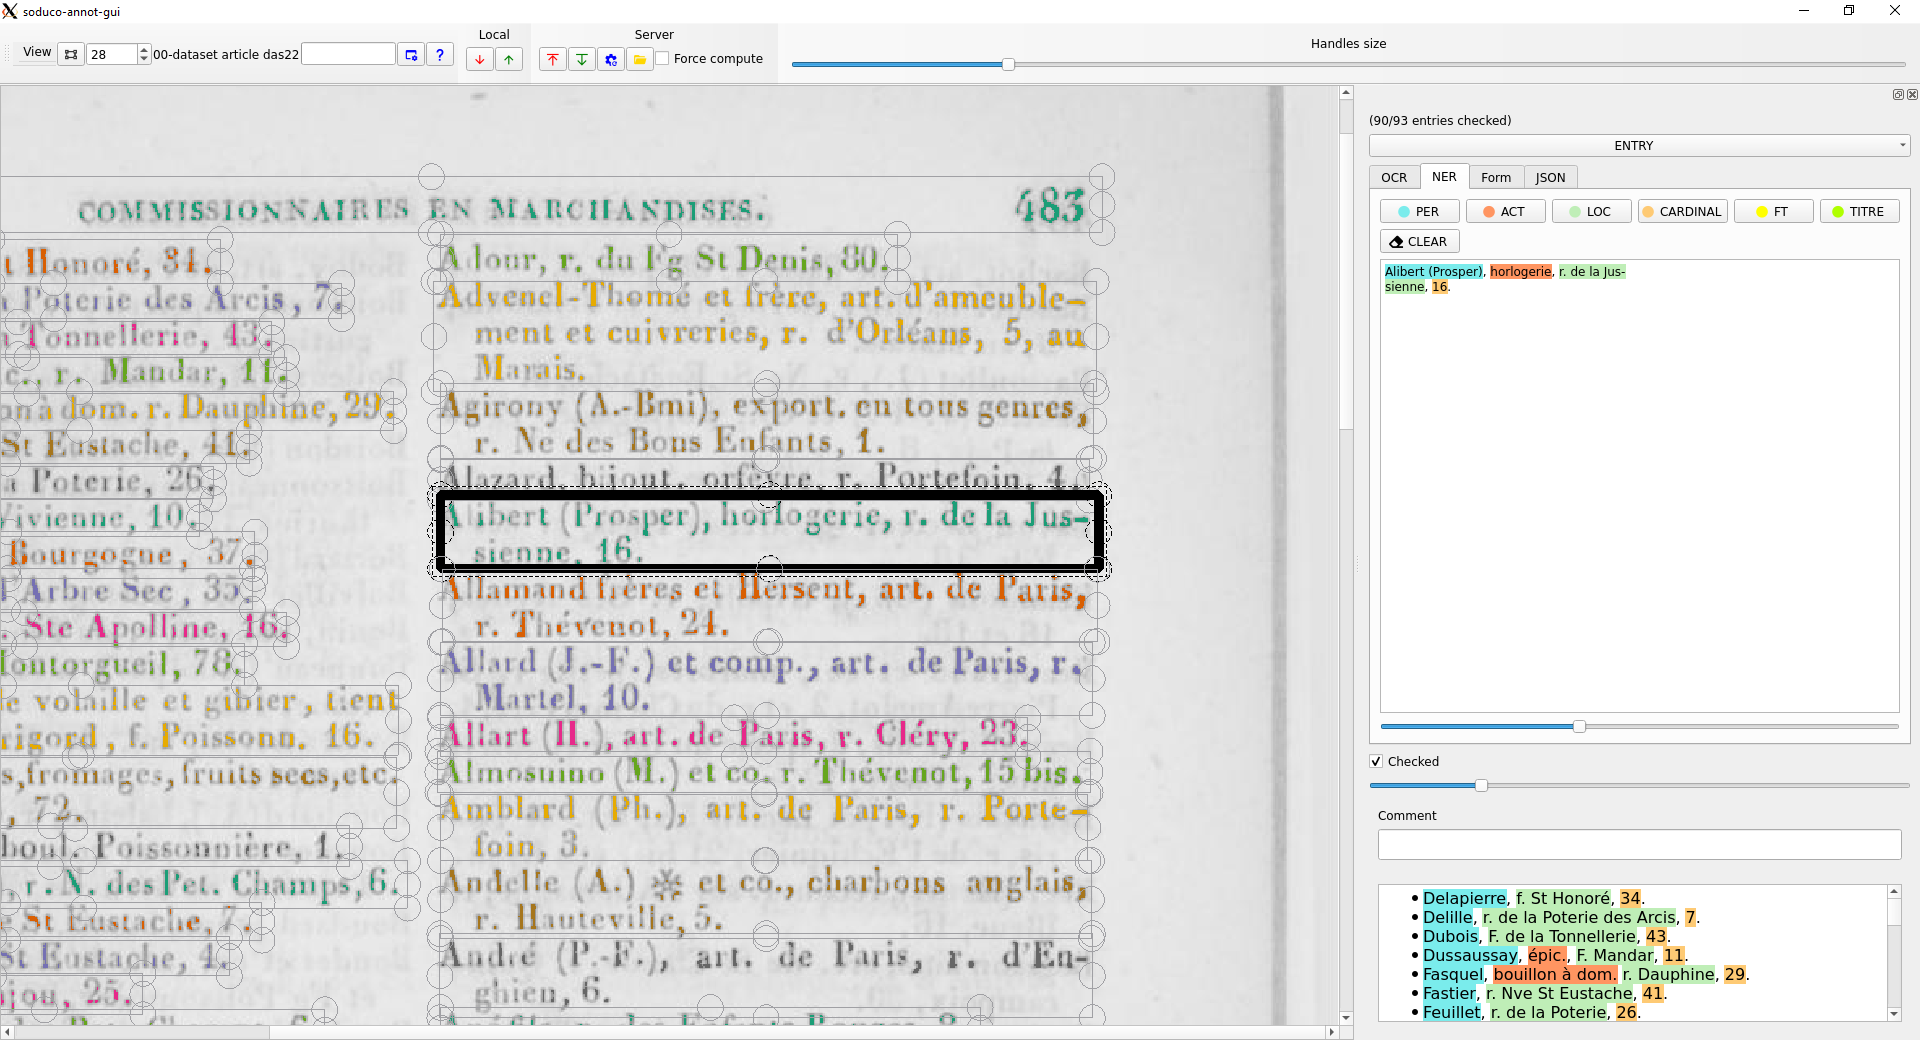 soduco-annot-gui
View
28
00-dataset article das22
Local
Server
Force compute
Handles size
COMMISSIONNAIRES EN MARCHANDISES.
483
t Honoré, 34.
Poterie des Arcis, 7.
Tonnellerie, 43.
c., r. Mandar, 11.
à dom. r. Dauphine, 29.
St Eustache, 41.
a Poterie, 26.
Vivienne, 10.
Bourgogne, 37.
l Arbre Sec, 35.
. Ste Apolline, 16.
Montorgueil, 78.
e volaille et gibier, tient
rigord, f. Poissonn. 16.
s, fromages, fruits secs, etc.
, 72.
boul. Poissonnière, 1.
r. N. des Pet. Champs, 6.
e St Eustache, 7.
St Eustache, 4.
jou, 25.
Adour, r. du Fg St Denis, 80.
Advenel-Thomé et frère, art. d'ameuble-
ment et cuivreries, r. d'Orléans, 5, au
Marais.
Agirony (A.-Bmi), export. en tous genres,
r. Ne des Bons Enfants, 1.
Alazard, bijout. orfèvre, r. Portefoin, 4.
Alibert (Prosper), horlogerie, r. de la Jus-
sienne, 16.
Allamand frères et Hersent, art. de Paris,
r. Thévenot, 24.
Allard (J.-F.) et comp., art. de Paris, r.
Martel, 10.
Allart (H.), art. de Paris, r. Cléry, 23.
Almosuino (M.) et co. r. Thévenot, 15 bis.
Amblard (Ph.), art. de Paris, r. Porte-
foin, 3.
Andelle (A.) ❋ et co., charbons anglais,
r. Hauteville, 5.
André (P.-F.), art. de Paris, r. d'En-
ghien, 6.
(90/93 entries checked)
ENTRY
OCR NER Form JSON
PER ACT LOC CARDINAL FT TITRE
CLEAR
Alibert (Prosper), horlogerie, r. de la Jus-
sienne, 16.
Checked
Comment
• Delapierre, f. St Honoré, 34.
• Delille, r. de la Poterie des Arcis, 7.
• Dubois, F. de la Tonnellerie, 43.
• Dussaussay, épic., F. Mandar, 11.
• Fasquel, bouillon à dom. r. Dauphine, 29.
• Fastier, r. Nve St Eustache, 41.
• Feuillet, r. de la Poterie, 26.